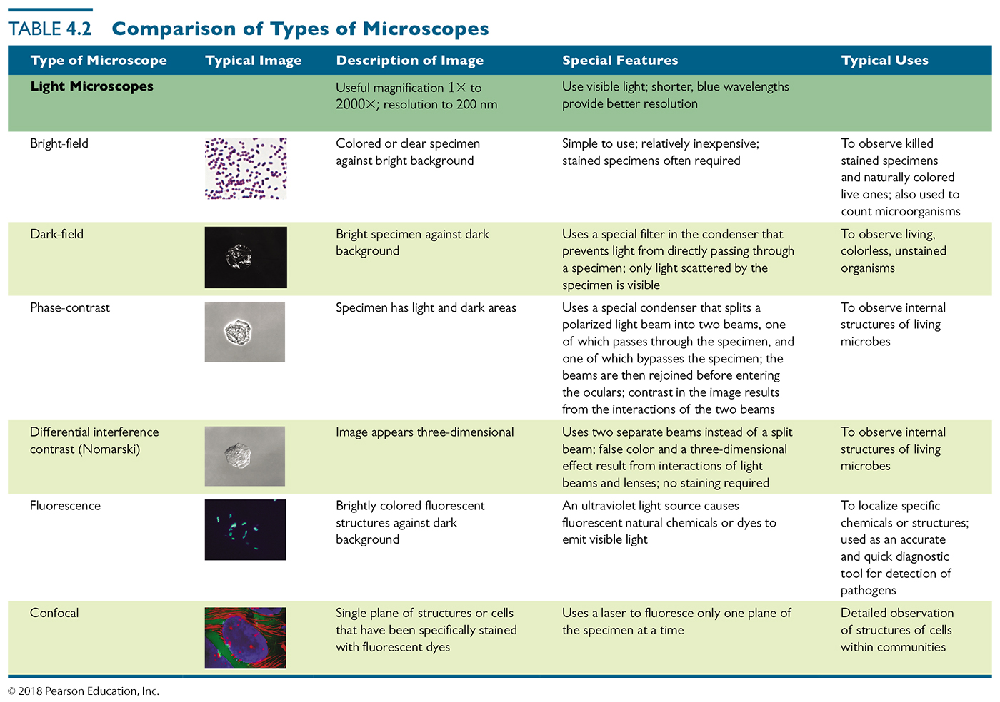 TABLE 4.2 Comparison of Types of Microscopes
Type of Microscope Typical Image Description of Image Special Features Typical Uses
Light Microscopes
Useful magnification 1× to
2000×; resolution to 200 nm
Use visible light; shorter, blue wavelengths
provide better resolution
Bright-field
Colored or clear specimen
against bright background
Simple to use; relatively inexpensive;
stained specimens often required
To observe killed
stained specimens
and naturally colored
live ones; also used to
count microorganisms
Dark-field
Bright specimen against dark
background
Uses a special filter in the condenser that
prevents light from directly passing through
a specimen; only light scattered by the
specimen is visible
To observe living,
colorless, unstained
organisms
Phase-contrast
Specimen has light and dark areas
Uses a special condenser that splits a
polarized light beam into two beams, one
of which passes through the specimen, and
one of which bypasses the specimen; the
beams are then rejoined before entering
the oculars; contrast in the image results
from the interactions of the two beams
To observe internal
structures of living
microbes
Differential interference
contrast (Nomarski)
Image appears three-dimensional
Uses two separate beams instead of a split
beam; false color and a three-dimensional
effect result from interactions of light
beams and lenses; no staining required
To observe internal
structures of living
microbes
Fluorescence
Brightly colored fluorescent
structures against dark
background
An ultraviolet light source causes
fluorescent natural chemicals or dyes to
emit visible light
To localize specific
chemicals or structures;
used as an accurate
and quick diagnostic
tool for detection of
pathogens
Confocal
Single plane of structures or cells
that have been specifically stained
with fluorescent dyes
Uses a laser to fluoresce only one plane of
the specimen at a time
Detailed observation
of structures of cells
within communities
© 2018 Pearson Education, Inc.